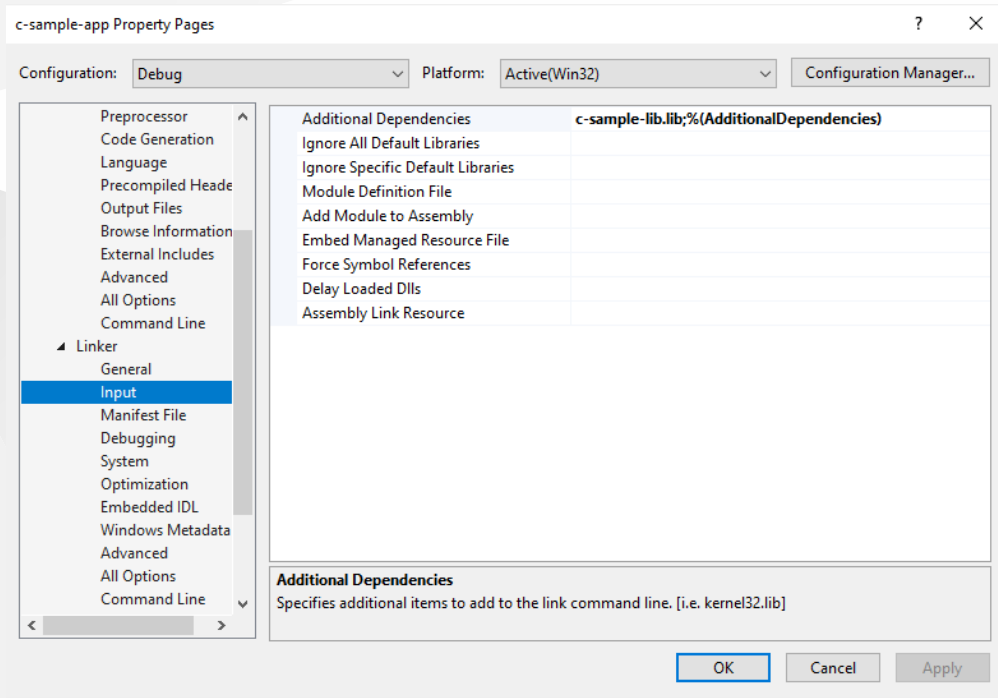 c-sample-app Property Pages
?
Configuration: Debug Platform: Active(Win32) Configuration Manager...
Preprocessor
Code Generation
Language
Precompiled Heade
Output Files
Browse Information
External Includes
Advanced
All Options
Command Line
Linker
General
Input
Manifest File
Debugging
System
Optimization
Embedded IDL
Windows Metadata
Advanced
All Options
Command Line
Additional Dependencies c-sample-lib.lib;%(AdditionalDependencies)
Ignore All Default Libraries
Ignore Specific Default Libraries
Module Definition File
Add Module to Assembly
Embed Managed Resource File
Force Symbol References
Delay Loaded Dlls
Assembly Link Resource
Additional Dependencies
Specifies additional items to add to the link command line. [i.e. kernel32.lib]
OK Cancel Apply